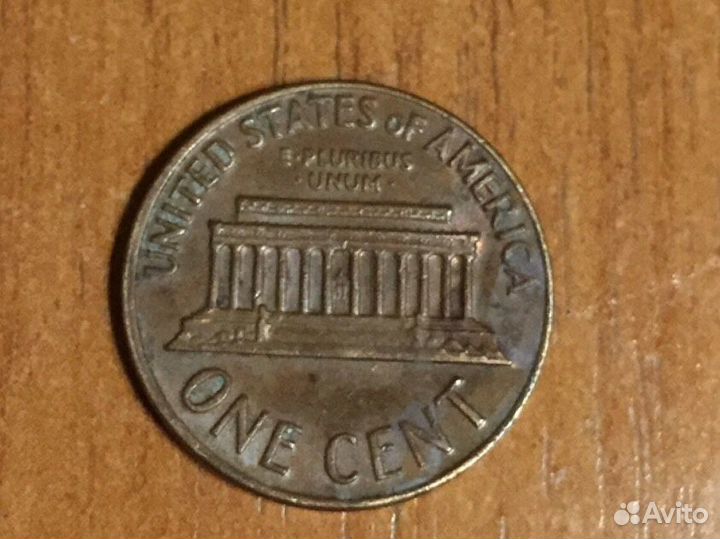 UNITED STATES OF AMERICA
E·PLURIBUS
·UNUM·
ONE CENT
Avito